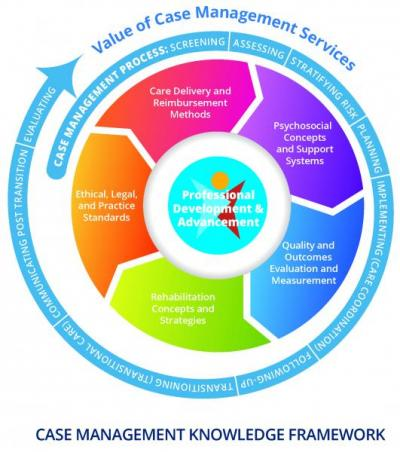 Value of Case Management Services
CASE MANAGEMENT PROCESS: SCREENING
ASSESSING
STRATIFYING RISK
PLANNING
IMPLEMENTING (CARE COORDINATION)
FOLLOWING-UP
TRANSITIONING (TRANSITIONAL CARE)
COMMUNICATING POST TRANSITION
EVALUATING
Care Delivery and
Reimbursement
Methods
Psychosocial
Concepts
and Support
Systems
Quality and
Outcomes
Evaluation and
Measurement
Rehabilitation
Concepts and
Strategies
Ethical, Legal,
and Practice
Standards
Professional
Development &
Advancement
CASE MANAGEMENT KNOWLEDGE FRAMEWORK